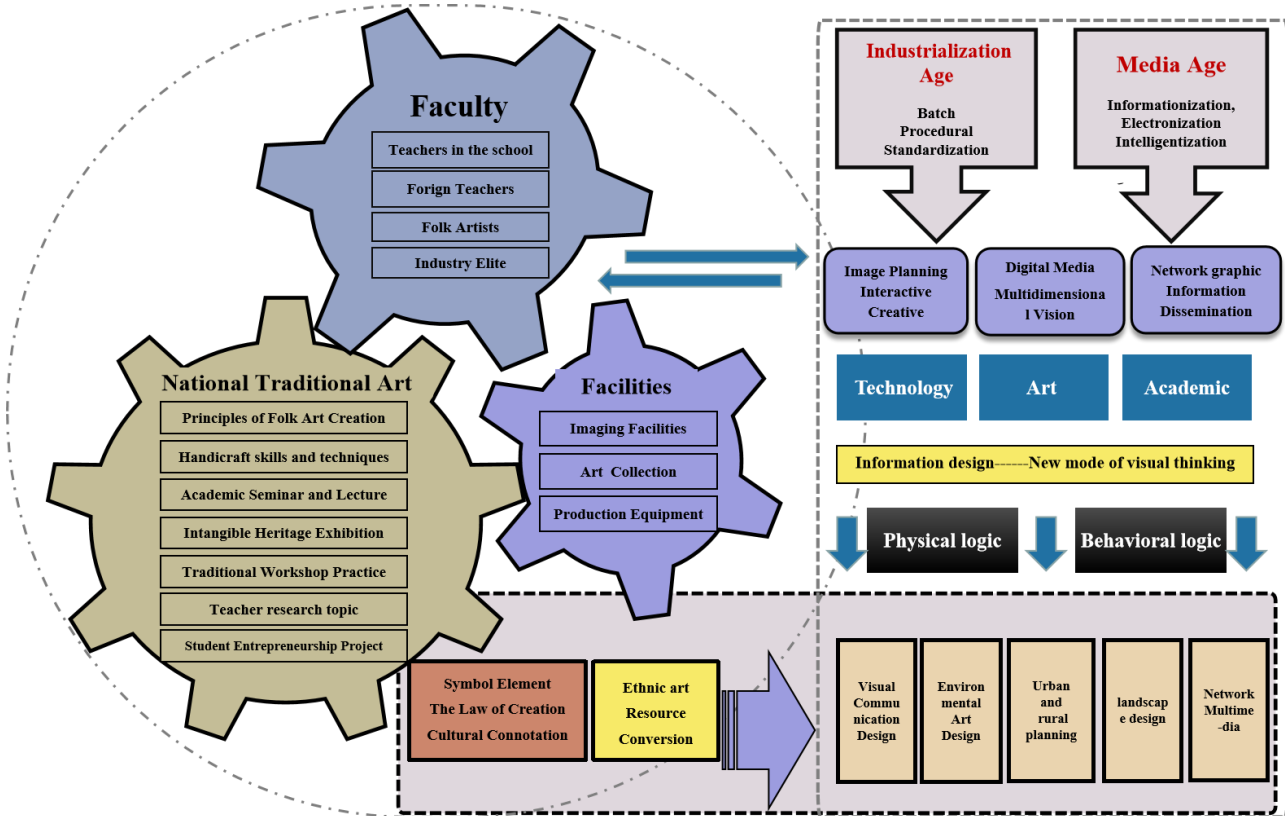 Faculty
Teachers in the school
Forign Teachers
Folk Artists
Industry Elite
National Traditional Art
Principles of Folk Art Creation
Handicraft skills and techniques
Academic Seminar and Lecture
Intangible Heritage Exhibition
Traditional Workshop Practice
Teacher research topic
Student Entrepreneurship Project
Facilities
Imaging Facilities
Art Collection
Production Equipment
Symbol Element
The Law of Creation
Cultural Connotation
Ethnic art
Resource
Conversion
Industrialization
Age
Batch
Procedural
Standardization
Media Age
Informationization,
Electronization
Intelligentization
Image Planning
Interactive
Creative
Digital Media
Multidimensiona
l Vision
Network graphic
Information
Dissemination
Technology
Art
Academic
Information design------New mode of visual thinking
Physical logic
Behavioral logic
Visual
Commu
nication
Design
Environ
mental
Art
Design
Urban
and
rural
planning
landscap
e design
Network
Multime
-dia